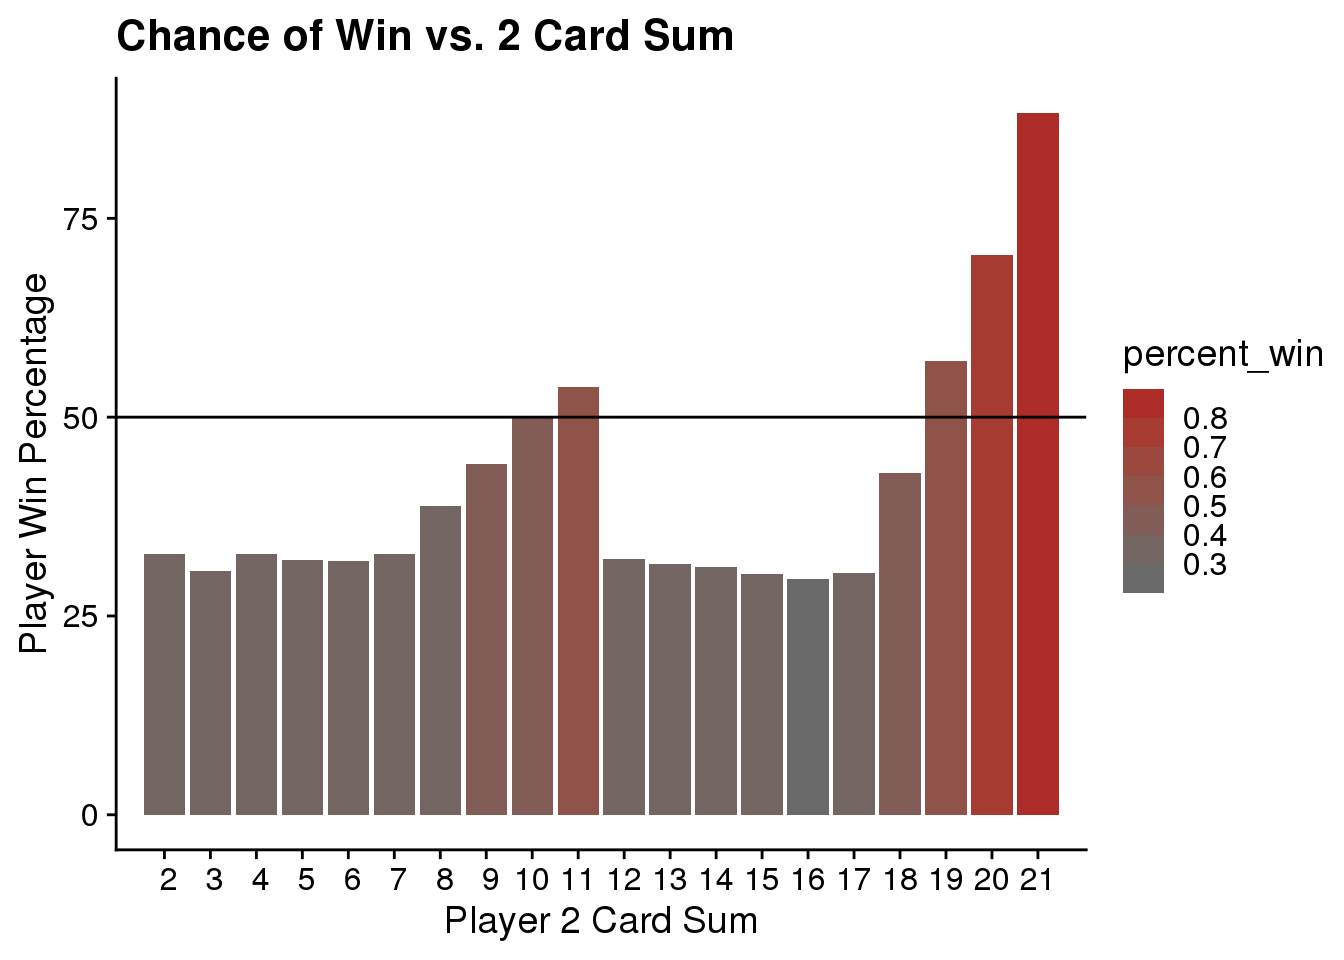 Chance of Win vs. 2 Card Sum
Player Win Percentage
75
50
25
0
2 3 4 5 6 7 8 9 10 11 12 13 14 15 16 17 18 19 20 21
Player 2 Card Sum
percent_win
0.8
0.7
0.6
0.5
0.4
0.3